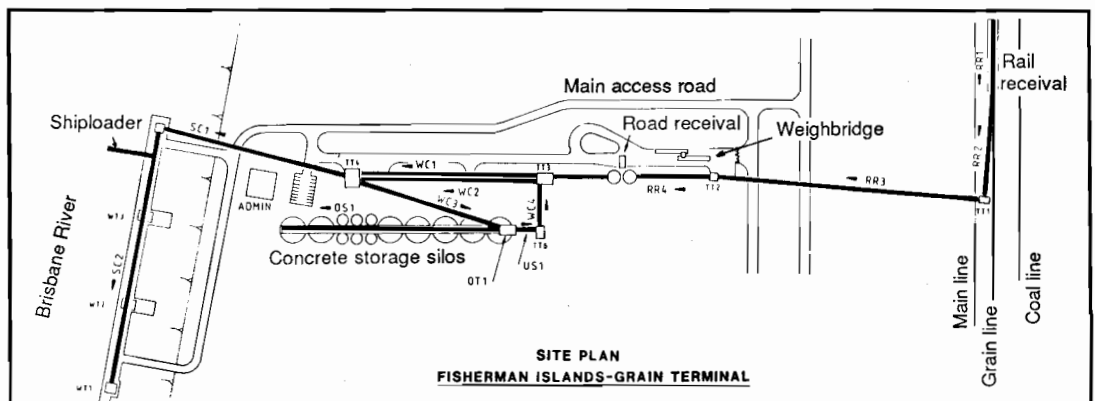 RR1
Rail
receival
Main access road
Shiploader
SC1
Road receival
Weighbridge
RR2
TT4
WC1
TT3
RR3
WC2
RR4
TT2
TT1
ADMIN
WC3
WC4
OS1
Brisbane River
SC2
Concrete storage silos
US1
TT6
OT1
Main line
Grain line
Coal line
WT1
SITE PLAN
FISHERMAN ISLANDS-GRAIN TERMINAL